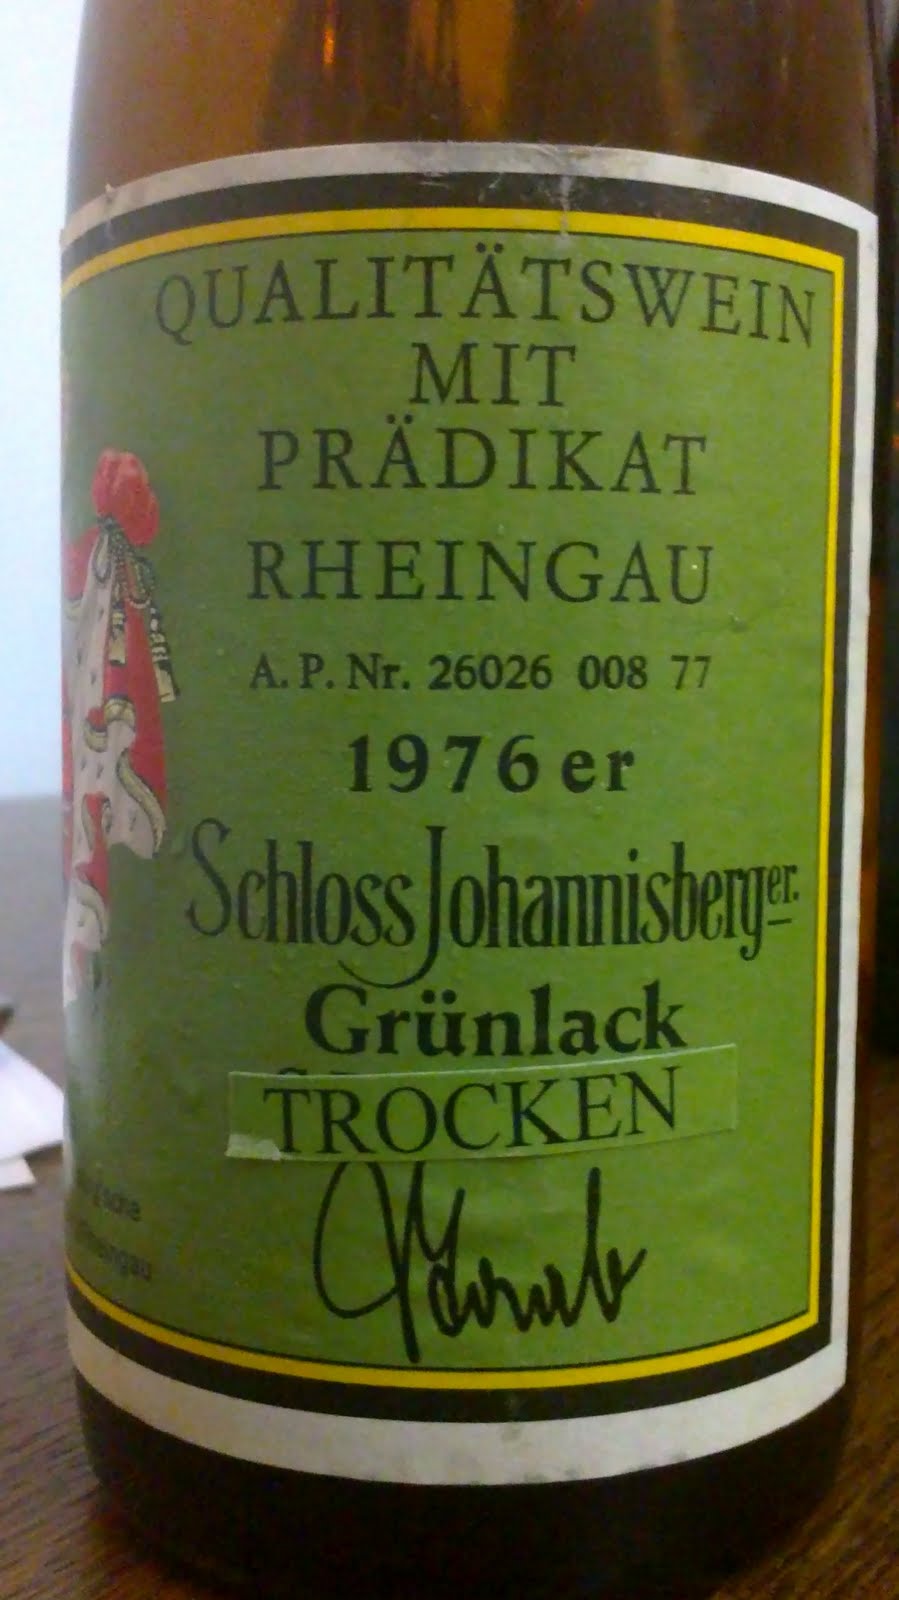 QUALITÄTSWEIN
MIT
PRÄDIKAT
RHEINGAU
A. P. Nr. 26026 008 77
1976er
Schloss Johannisberger.
Grünlack
TROCKEN